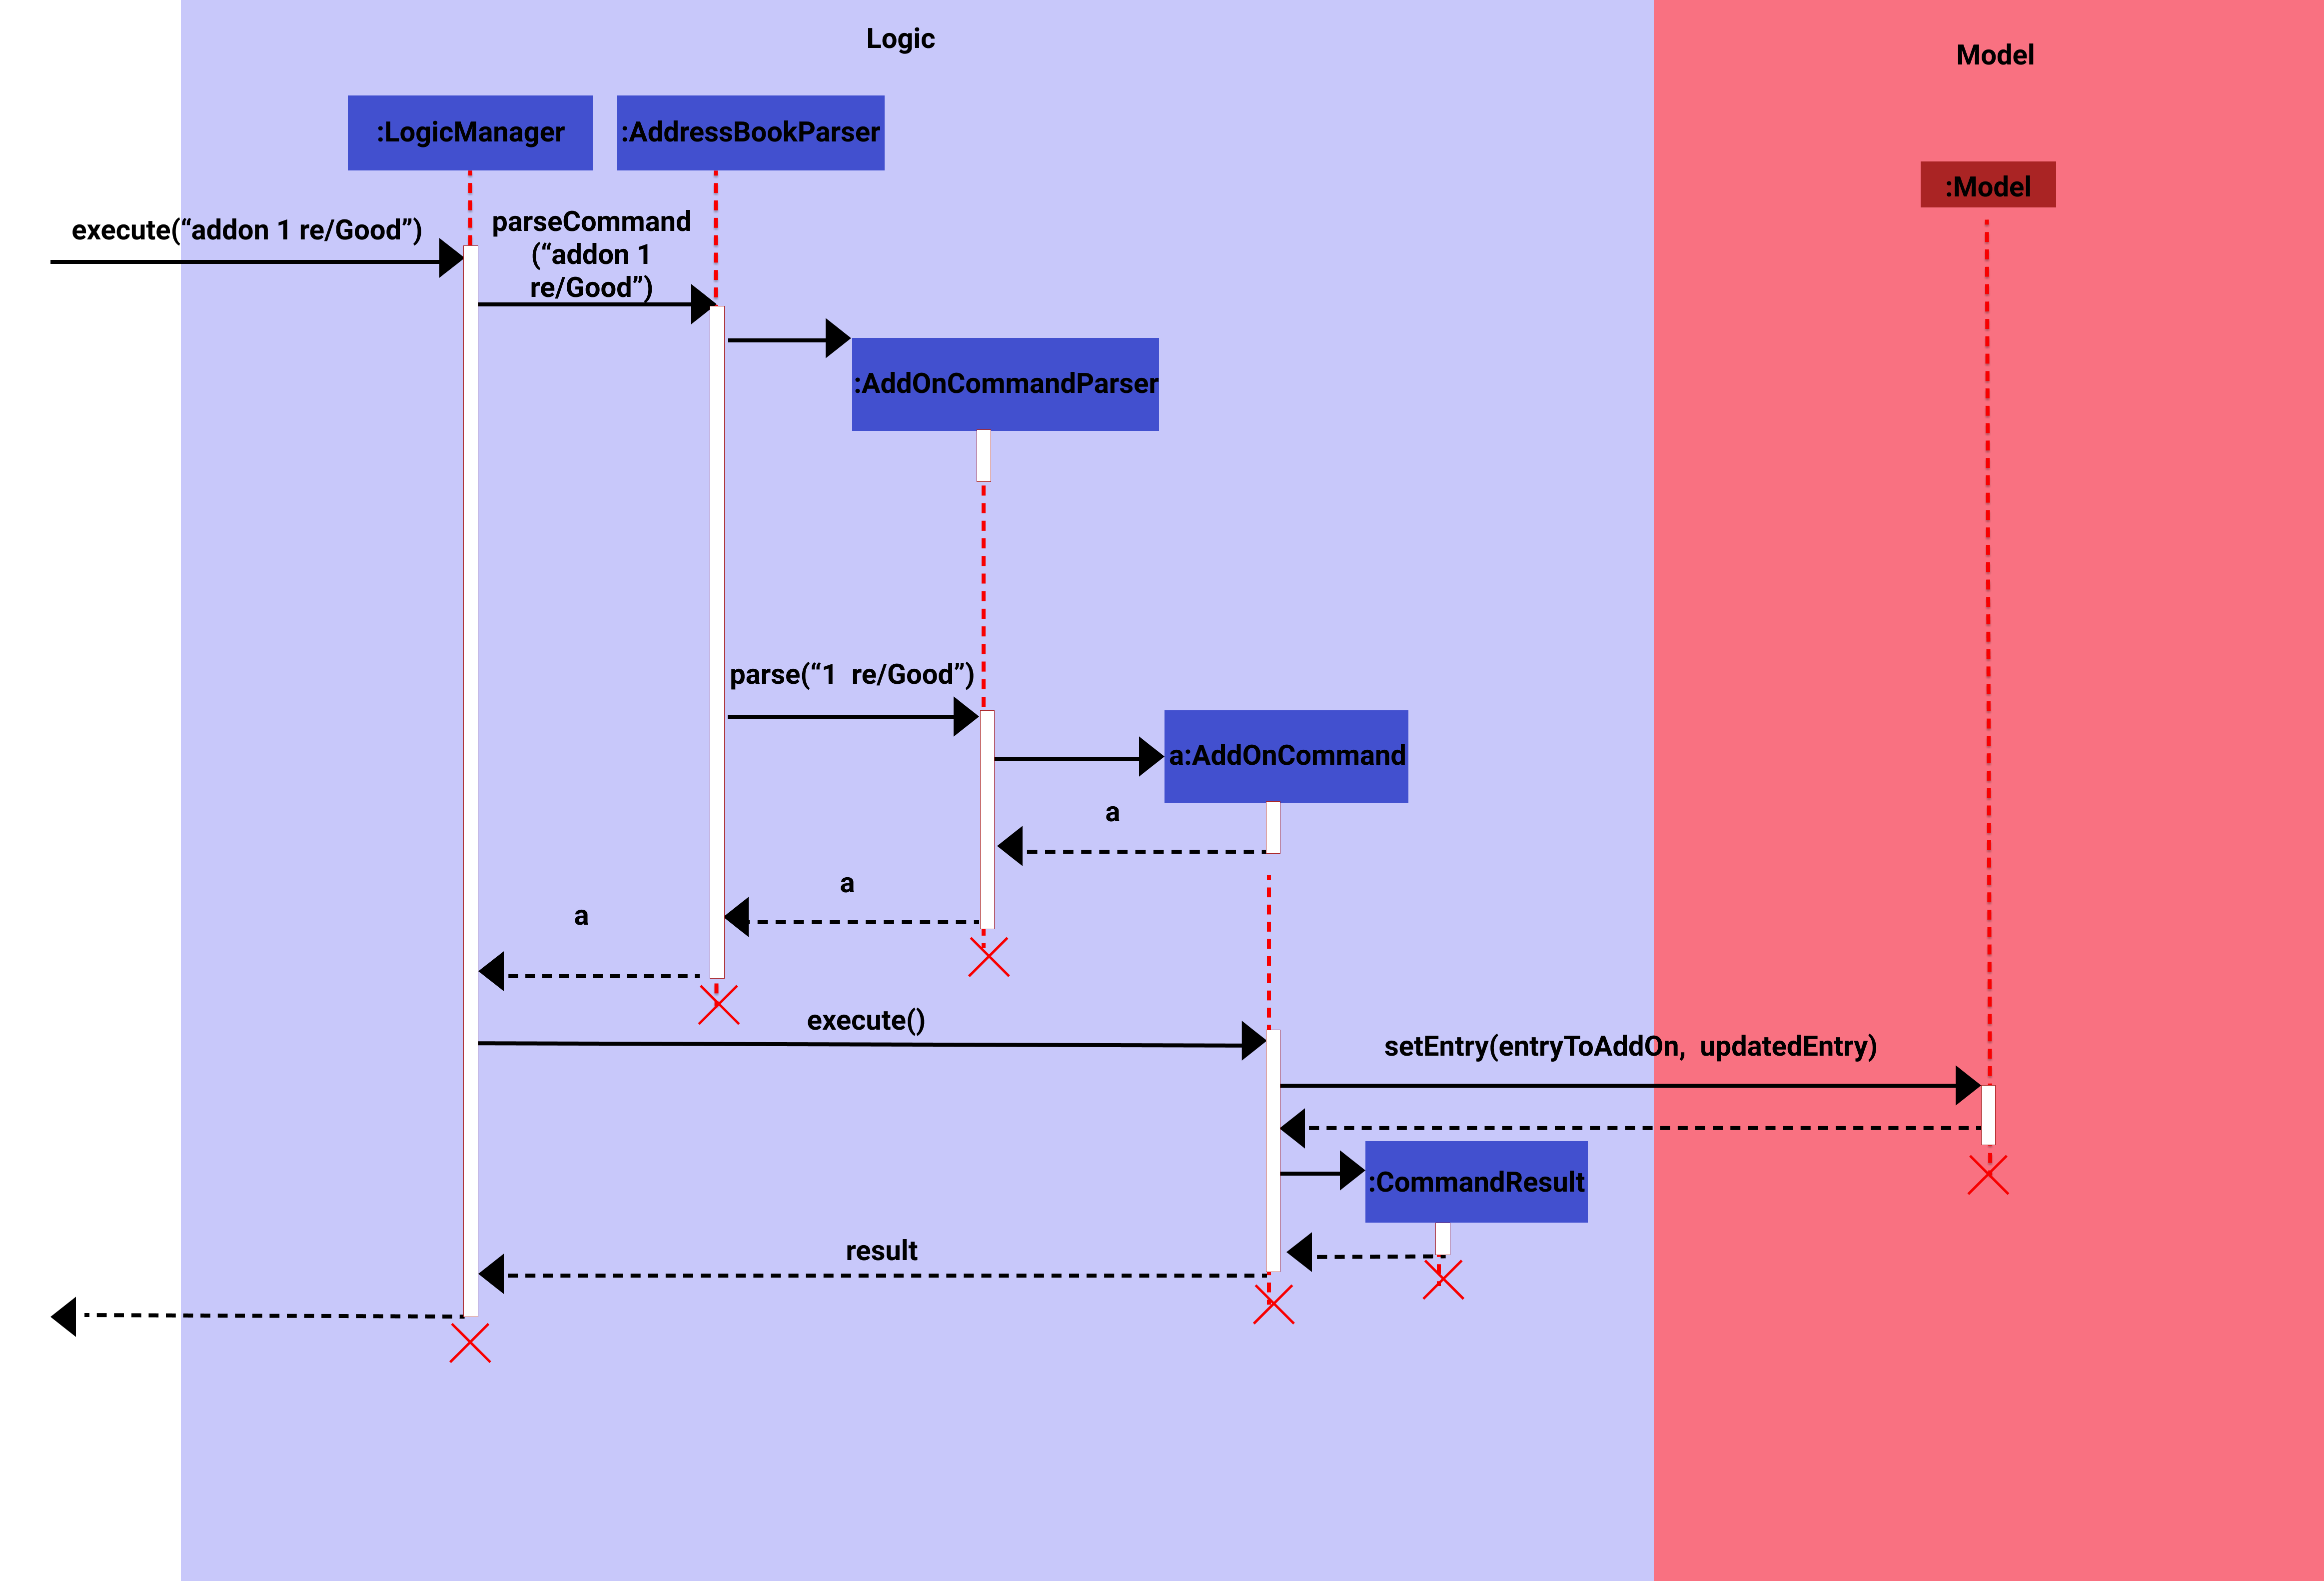 Logic
Model
:LogicManager
:AddressBookParser
:Model
execute(“addon 1 re/Good”)
parseCommand
(“addon 1
re/Good”)
:AddOnCommandParser
parse(“1  re/Good”)
a:AddOnCommand
a
a
a
execute()
setEntry(entryToAddOn,  updatedEntry)
:CommandResult
result